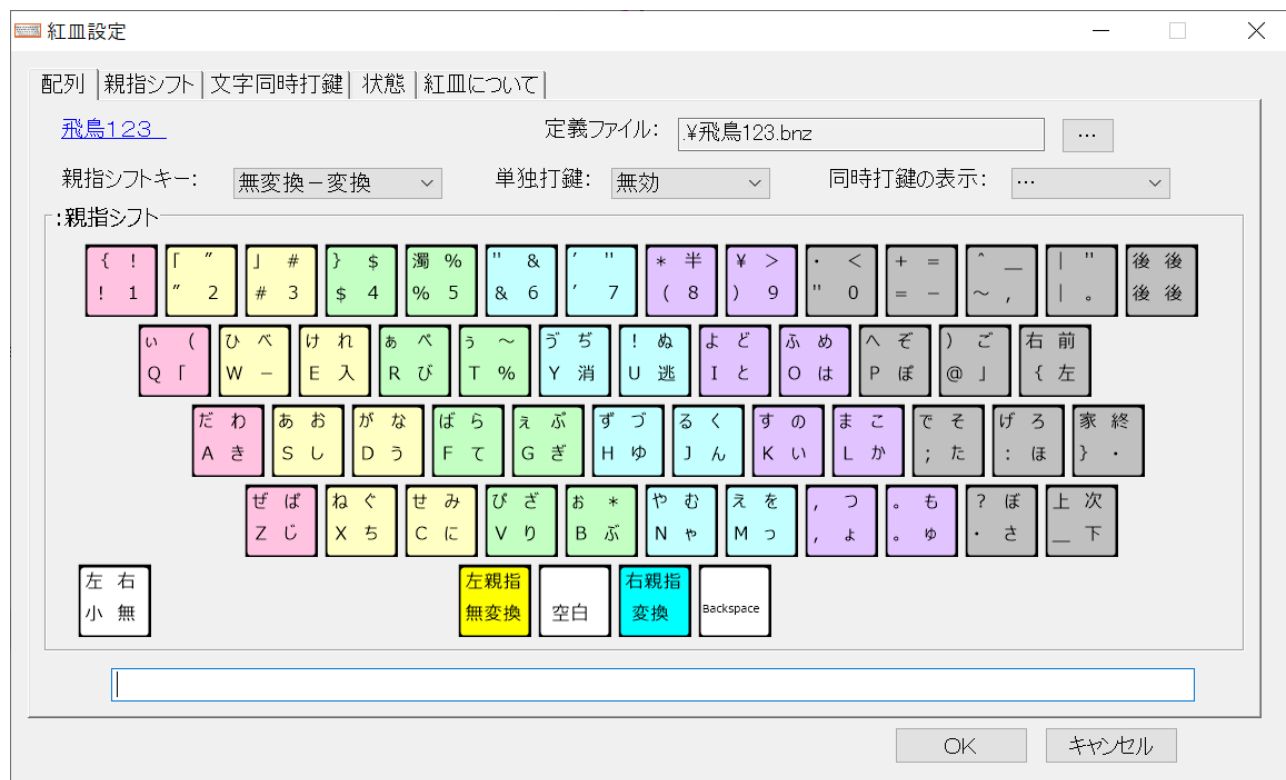 紅皿設定
配列 親指シフト 文字同時打鍵 状態 紅皿について
飛鳥123 定義ファイル: .¥飛鳥123.bnz ...
親指シフトキー: 無変換－変換 単独打鍵: 無効 同時打鍵の表示: ...
:親指シフト
{ ! 「 ” 」 # } $ 濁 % " & ′ " * 半 ¥ > ・ < + = ＾ ＿ | " 後 後
! 1 ” 2 # 3 $ 4 % 5 & 6 ′ 7 ( 8 ) 9 " 0 = － ～ , | 。 後 後
ぃ ( ひ べ け れ ぁ ぺ ぅ ～ ゔ ぢ ! ぬ よ ど ふ め へ ぞ ) ご 右 前
Q 「 W － E 入 R び T % Y 消 U 逃 I と O は P ぽ @ 」 { 左
だ わ あ お が な ば ら ぇ ぷ ず づ る く す の ま こ で そ げ ろ 家 終
A き S し D う F て G ぎ H ゆ J ん K い L か ; た : ほ } ・
ぜ ぱ ね ぐ せ み ぴ ざ ぉ * や む え を , つ 。 も ? ぼ 上 次
Z じ X ち C に V り B ぶ N ゃ M っ , ょ 。 ゅ ・ さ ＿ 下
左 右 左親指 右親指
小 無 無変換 空白 変換 Backspace
OK キャンセル